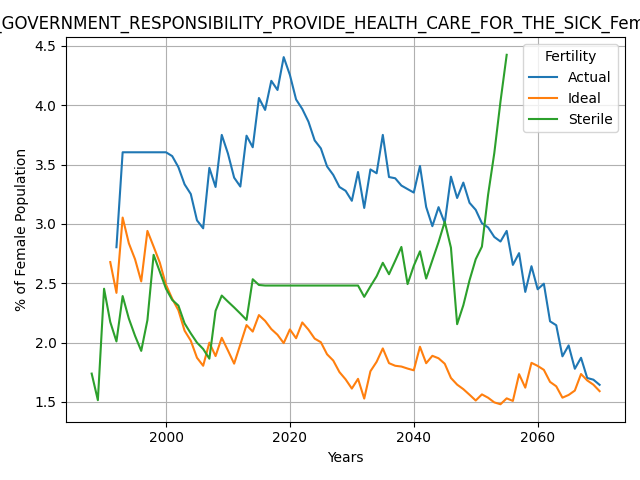 _GOVERNMENT_RESPONSIBILITY_PROVIDE_HEALTH_CARE_FOR_THE_SICK_Fem
4.5
4.0
3.5
3.0
2.5
2.0
1.5
% of Female Population
Fertility
Actual
Ideal
Sterile
2000
2020
2040
2060
Years